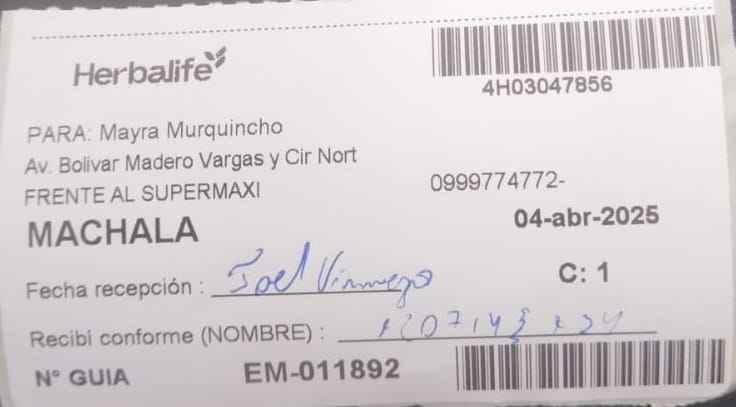 Herbalife
4H03047856
PARA: Mayra Murquincho
Av. Bolivar Madero Vargas y Cir Nort
FRENTE AL SUPERMAXI
0999774772-
MACHALA
04-abr-2025
Fecha recepción : Joel
C: 1
Recibí conforme (NOMBRE) :
N° GUIA
EM-011892